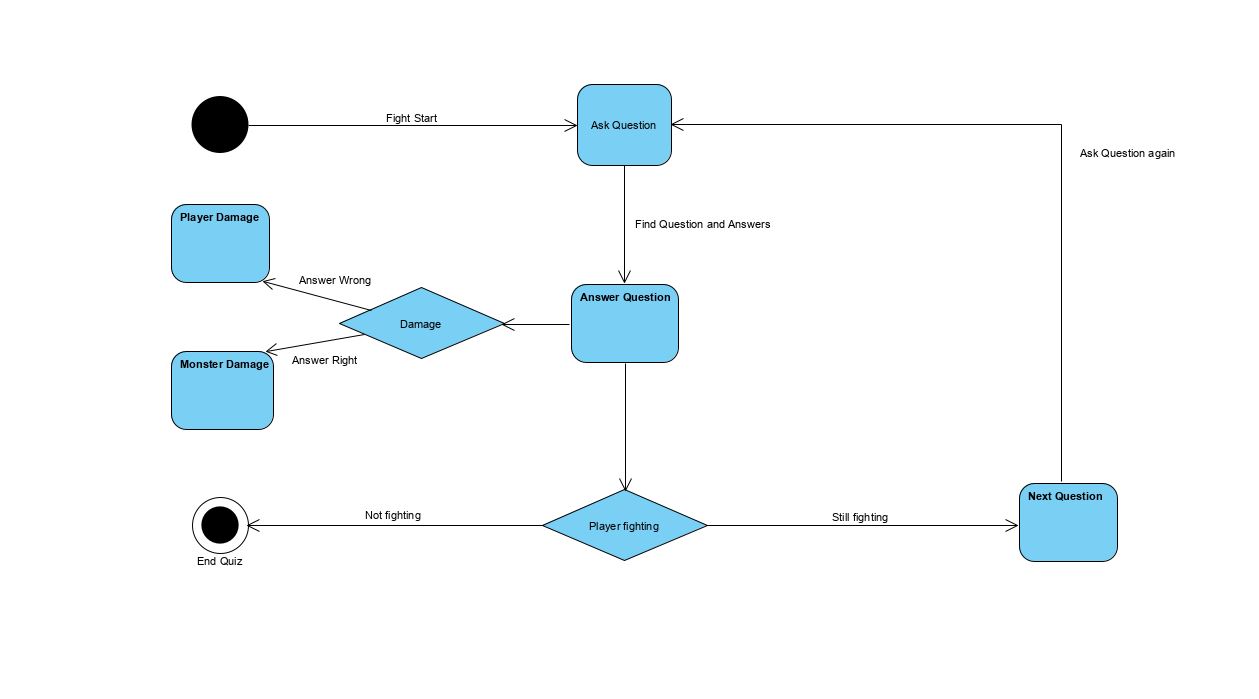 Fight Start
Ask Question
Ask Question again
Player Damage
Find Question and Answers
Answer Wrong
Answer Question
Damage
Answer Right
Monster Damage
Not fighting
Player fighting
Still fighting
Next Question
End Quiz